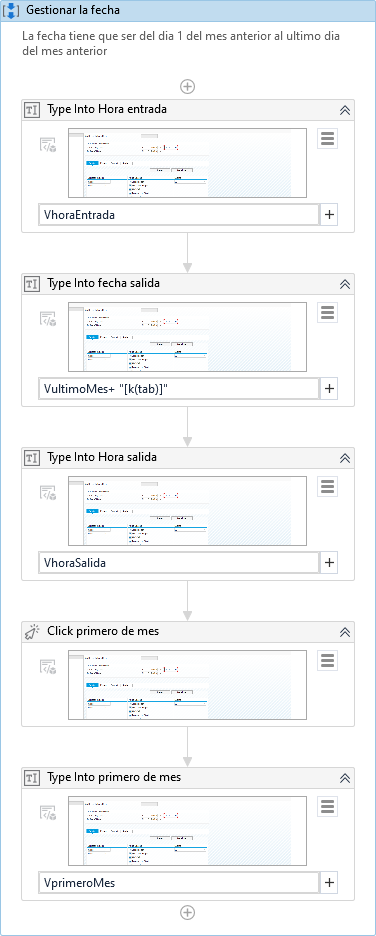 Gestionar la fecha
La fecha tiene que ser del dia 1 del mes anterior al ultimo dia
del mes anterior
Type Into Hora entrada
VhoraEntrada
Type Into fecha salida
VultimoMes+ "[k(tab)]"
Type Into Hora salida
VhoraSalida
Click primero de mes
Type Into primero de mes
VprimeroMes